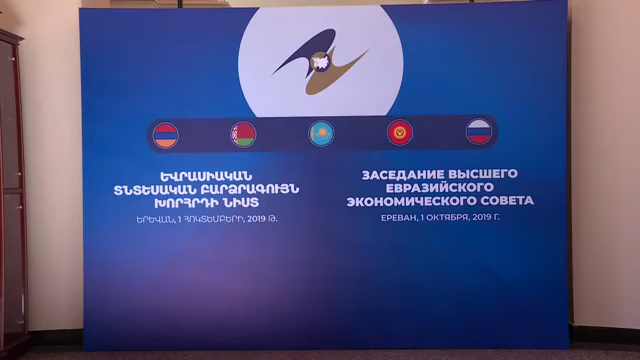 ԵՎՐԱՍԻԱԿԱՆ
ՏՆՏԵՍԱԿԱՆ ԲԱՐՁՐԱԳՈՒՅՆ
ԽՈՐՀՐԴԻ ՆԻՍՏ
ԵՐԵՎԱՆ, 1 ՀՈԿՏԵՄԲԵՐԻ, 2019 Թ.
ЗАСЕДАНИЕ ВЫСШЕГО
ЕВРАЗИЙСКОГО
ЭКОНОМИЧЕСКОГО СОВЕТА
ЕРЕВАН, 1 ОКТЯБРЯ, 2019 Г.